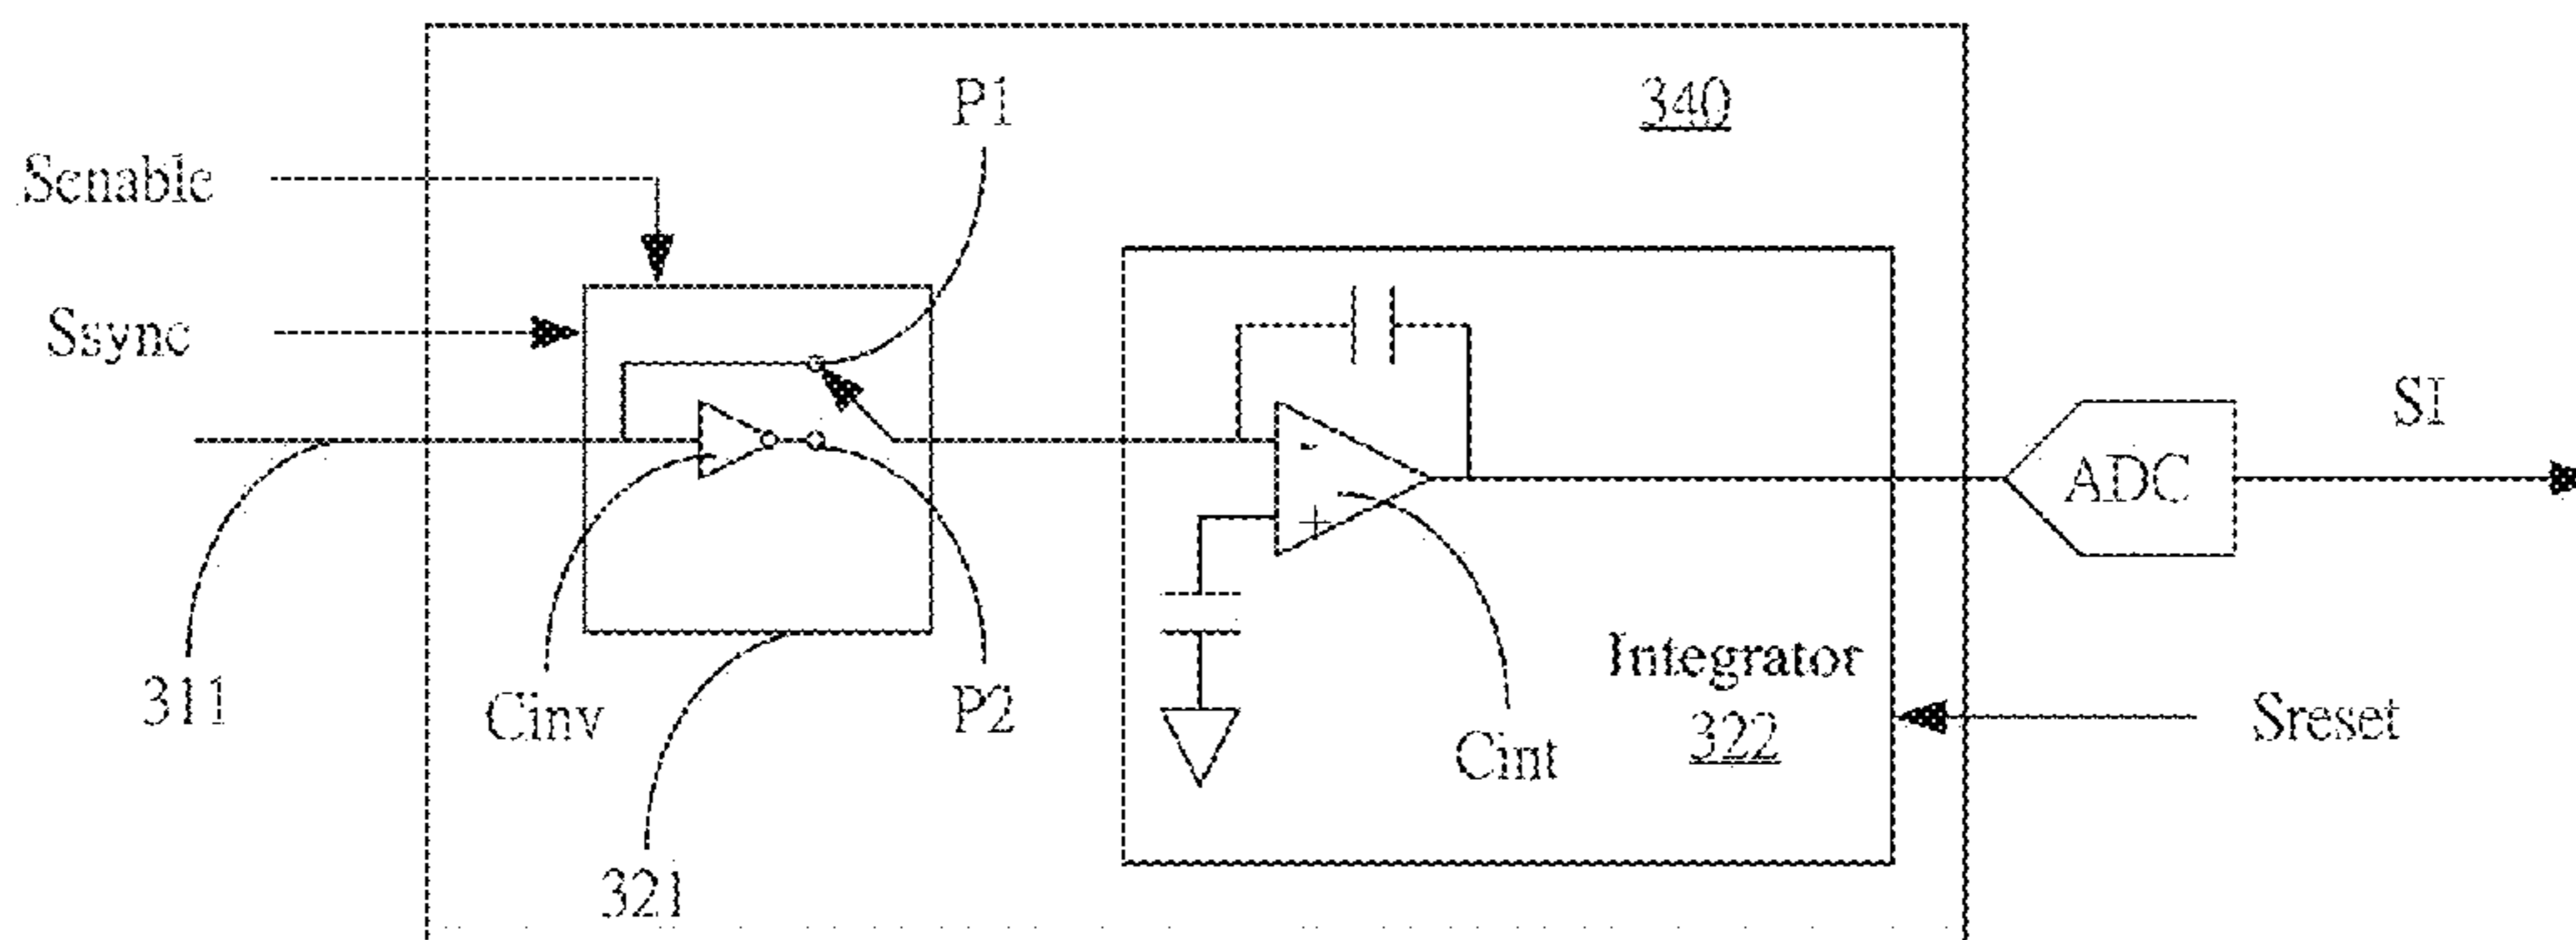 P1
340
Senable
Ssync
SI
ADC
- 
+
311
Cinv
P2
Integrator
322
Cint
Sreset
321